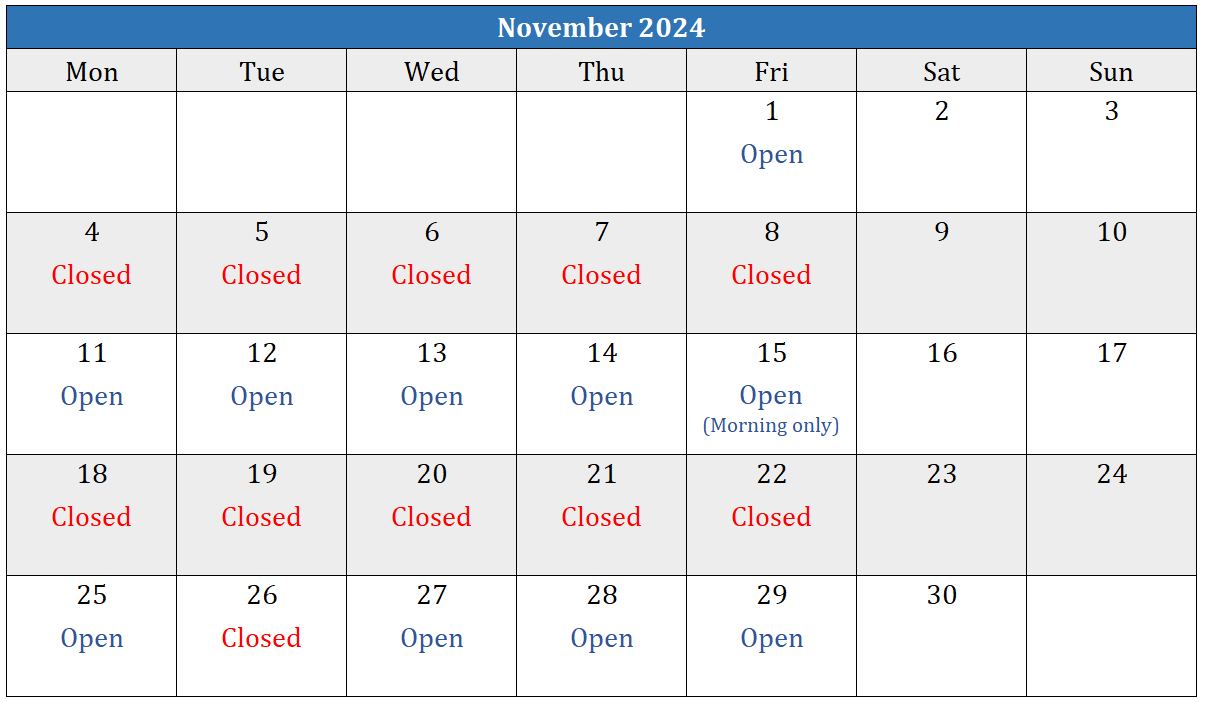 November 2024
Mon Tue Wed Thu Fri Sat Sun
1 2 3
Open
4 5 6 7 8 9 10
Closed Closed Closed Closed Closed
11 12 13 14 15 16 17
Open Open Open Open Open
(Morning only)
18 19 20 21 22 23 24
Closed Closed Closed Closed Closed
25 26 27 28 29 30
Open Closed Open Open Open